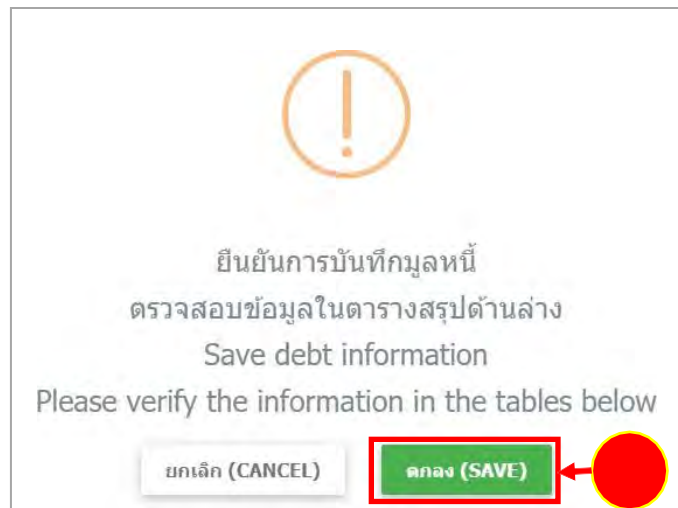 ยืนยันการบันทึกมูลหนี้
ตรวจสอบข้อมูลในตารางสรุปด้านล่าง
Save debt information
Please verify the information in the tables below
ยกเลิก (CANCEL)
ตกลง (SAVE)